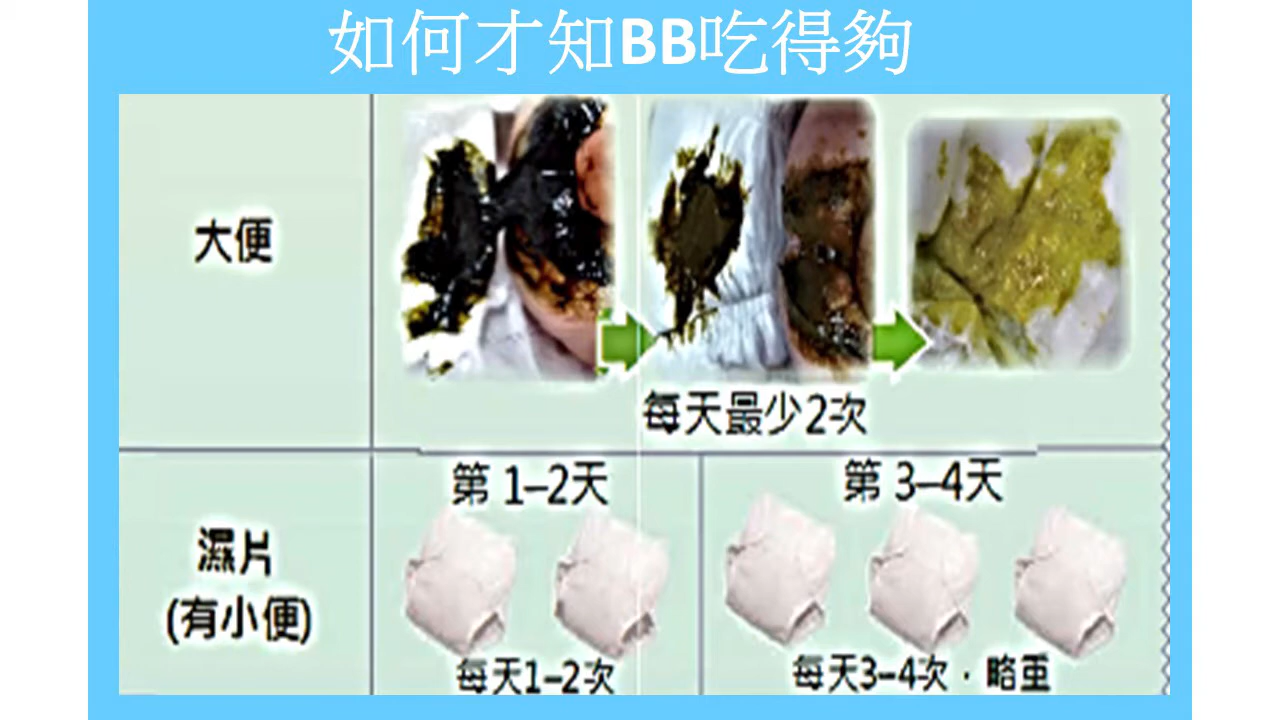 如何才知BB吃得夠
大便
每天最少2次
第 1–2天
第 3–4天
濕片
(有小便)
每天1–2次
每天3–4次，略重